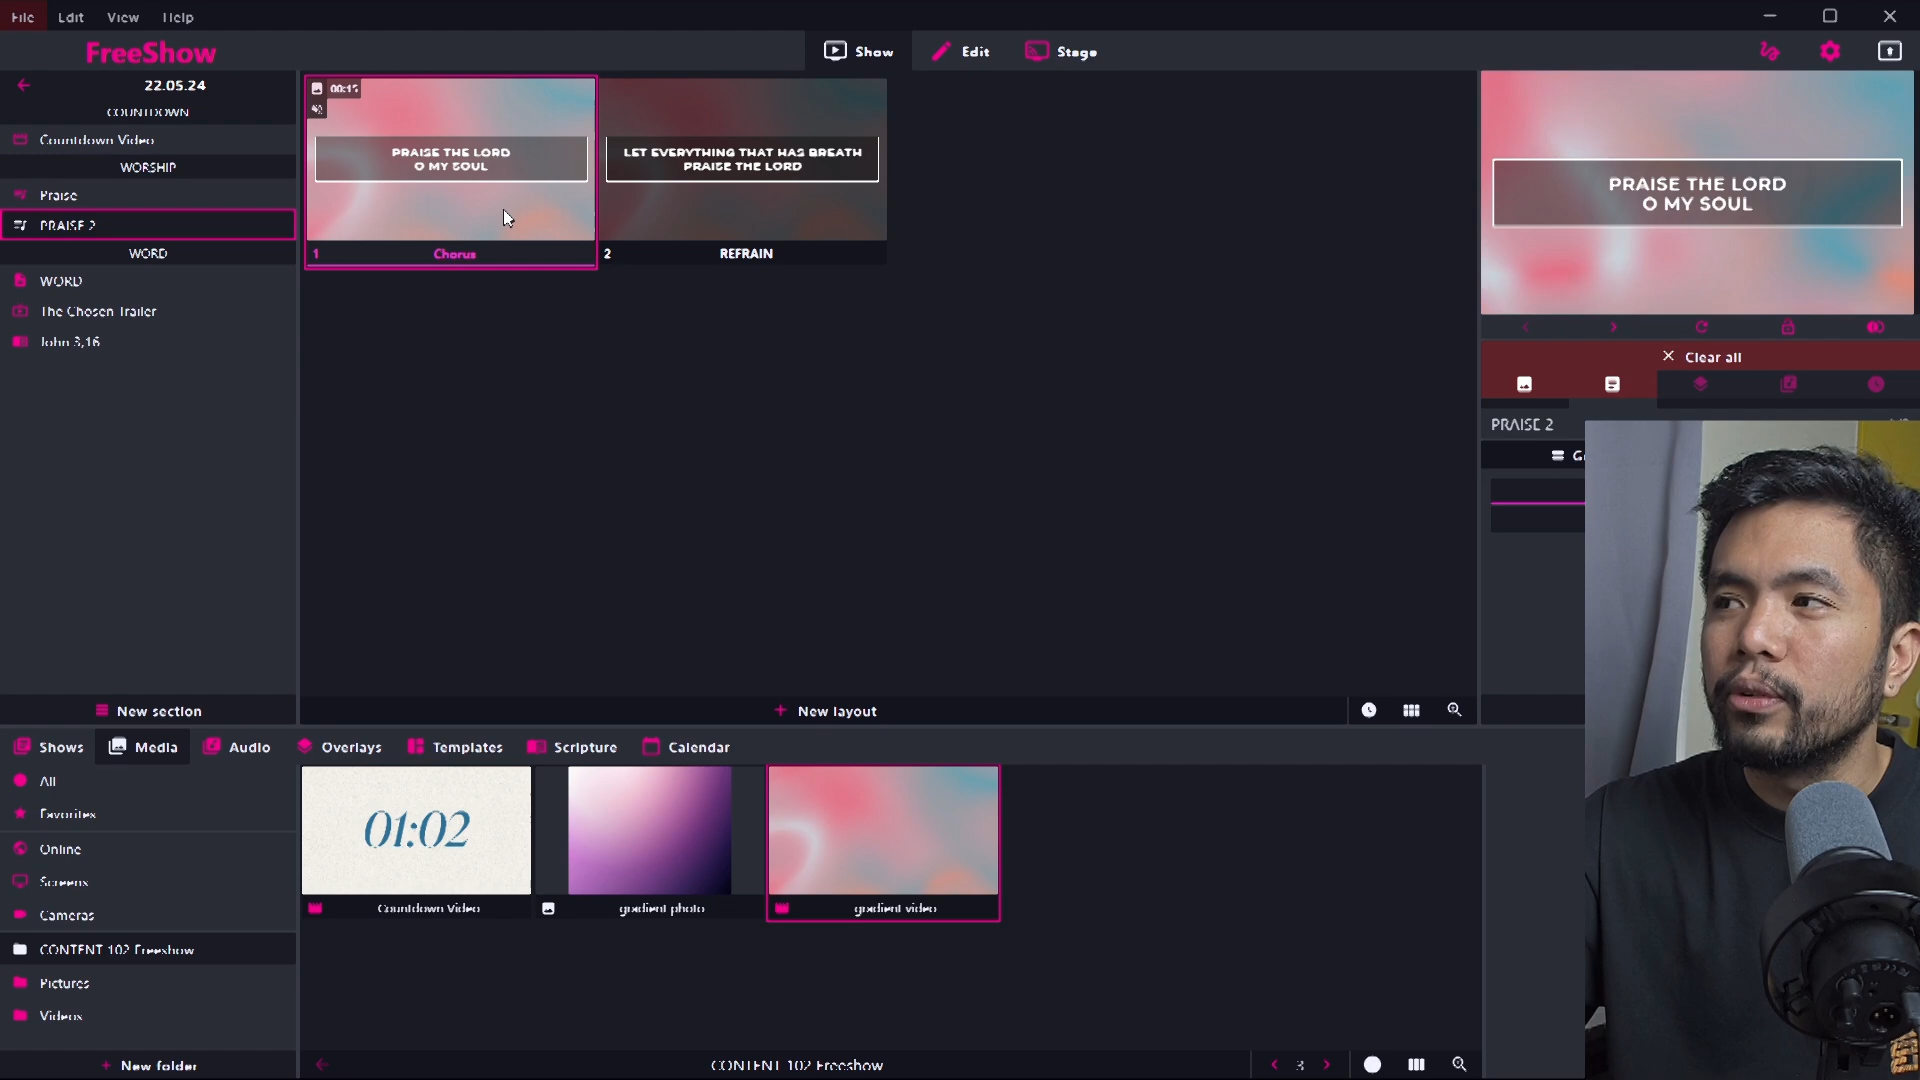 File Edit View Help
FreeShow
Show Edit Stage
22.05.24
COUNTDOWN
Countdown Video
WORSHIP
Praise
PRAISE 2
WORD
WORD
The Chosen Trailer
John 3,16
New section
00:15
PRAISE THE LORD
O MY SOUL
1 Chorus
LET EVERYTHING THAT HAS BREATH
PRAISE THE LORD
2 REFRAIN
New layout
PRAISE THE LORD
O MY SOUL
Clear all
PRAISE 2
Shows Media Audio Overlays Templates Scripture Calendar
All
Favorites
Online
Screens
Cameras
CONTENT 102 Freeshow
Pictures
Videos
New folder
01:02
Countdown Video
gradient photo
gradient video
CONTENT 102 Freeshow
3